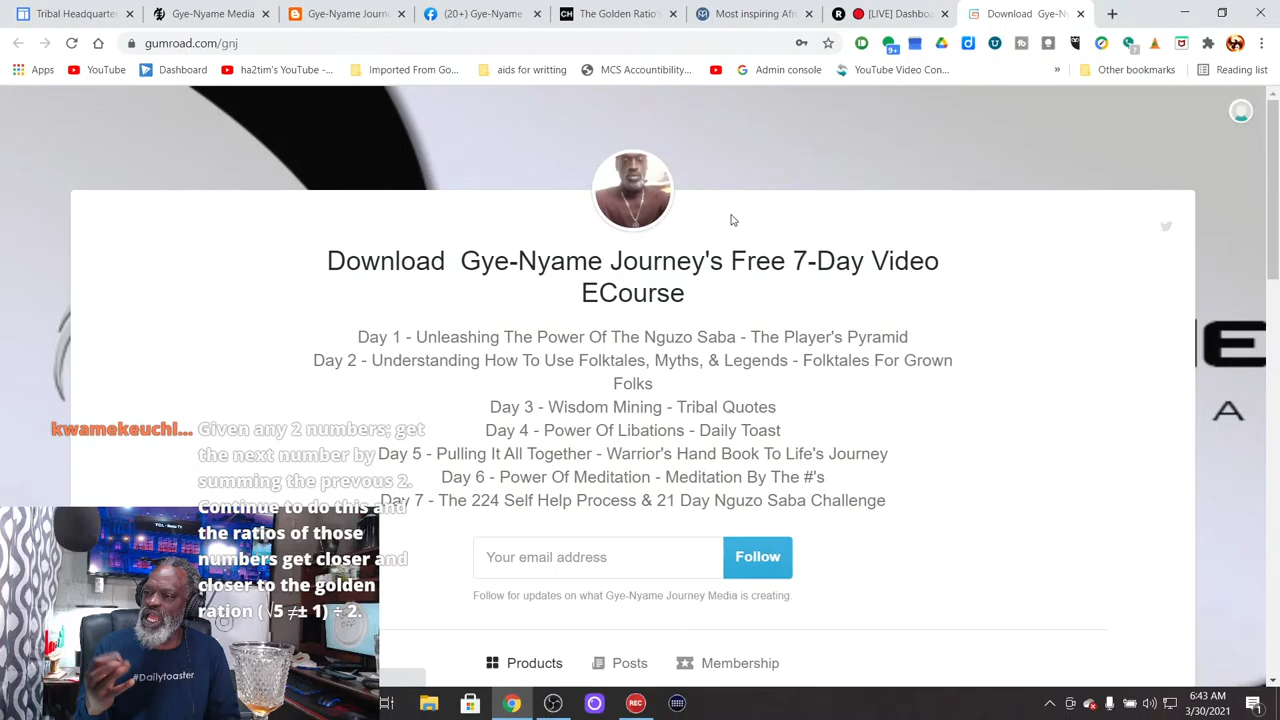 Tribal Headquarte
Gye-Nyame Media
Gye-Nyame Journ
(20+) Gye-Nyame
The Golden Ratio's
Most inspiring Afri
[LIVE] Dashbo
Download Gye-Ny
gumroad.com/gnj
Apps
YouTube
Dashboard
ha2tim's YouTube -...
Imported From Go...
aids for writting
MCS Accountibility...
Admin console
YouTube Video Con...
»
Other bookmarks
Reading list
Download Gye-Nyame Journey's Free 7-Day Video
ECourse
Day 1 - Unleashing The Power Of The Nguzo Saba - The Player's Pyramid
Day 2 - Understanding How To Use Folktales, Myths, & Legends - Folktales For Grown
Folks
Day 3 - Wisdom Mining - Tribal Quotes
Day 4 - Power Of Libations - Daily Toast
Day 5 - Pulling It All Together - Warrior's Hand Book To Life's Journey
Day 6 - Power Of Meditation - Meditation By The #'s
Day 7 - The 224 Self Help Process & 21 Day Nguzo Saba Challenge
kwamekeuchl...
Given any 2 numbers; get
the next number by
summing the prevous 2.
Continue to do this and
the ratios of those
numbers get closer and
closer to the golden
ration (√5 ± 1) ÷ 2.
Your email address
Follow
Follow for updates on what Gye-Nyame Journey Media is creating.
Products
Posts
Membership
#Dailytoaster
REC
6:43 AM
3/30/2021